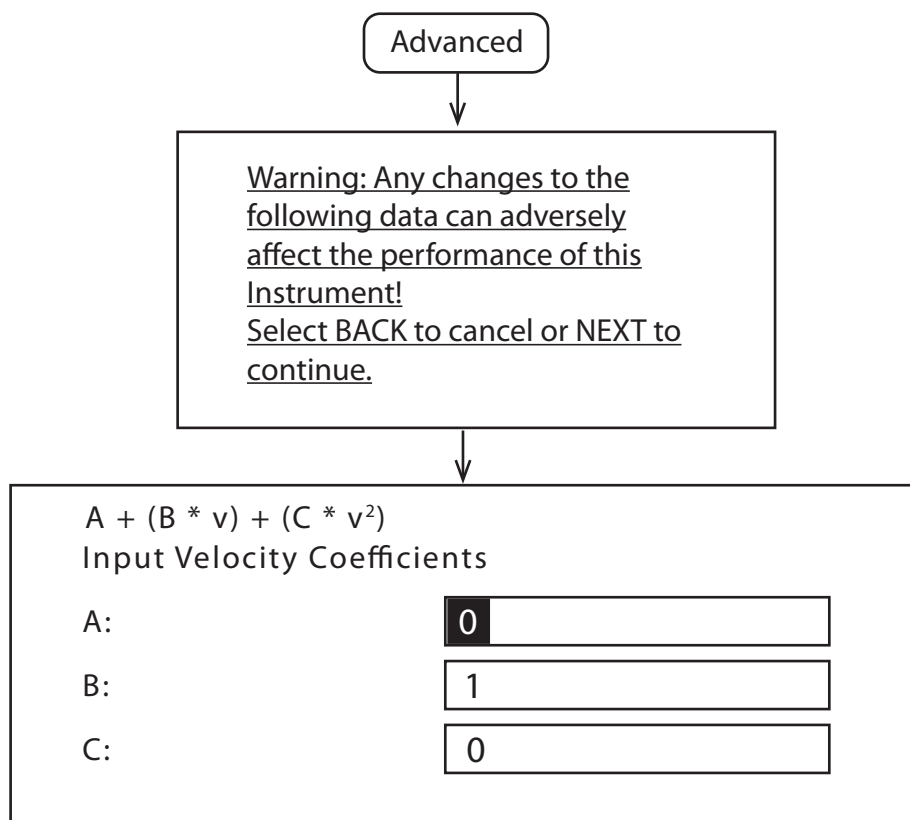 Advanced
Warning: Any changes to the
following data can adversely
affect the performance of this
Instrument!
Select BACK to cancel or NEXT to
continue.
A + (B * v) + (C * v²)
Input Velocity Coefficients
A: 0
B: 1
C: 0